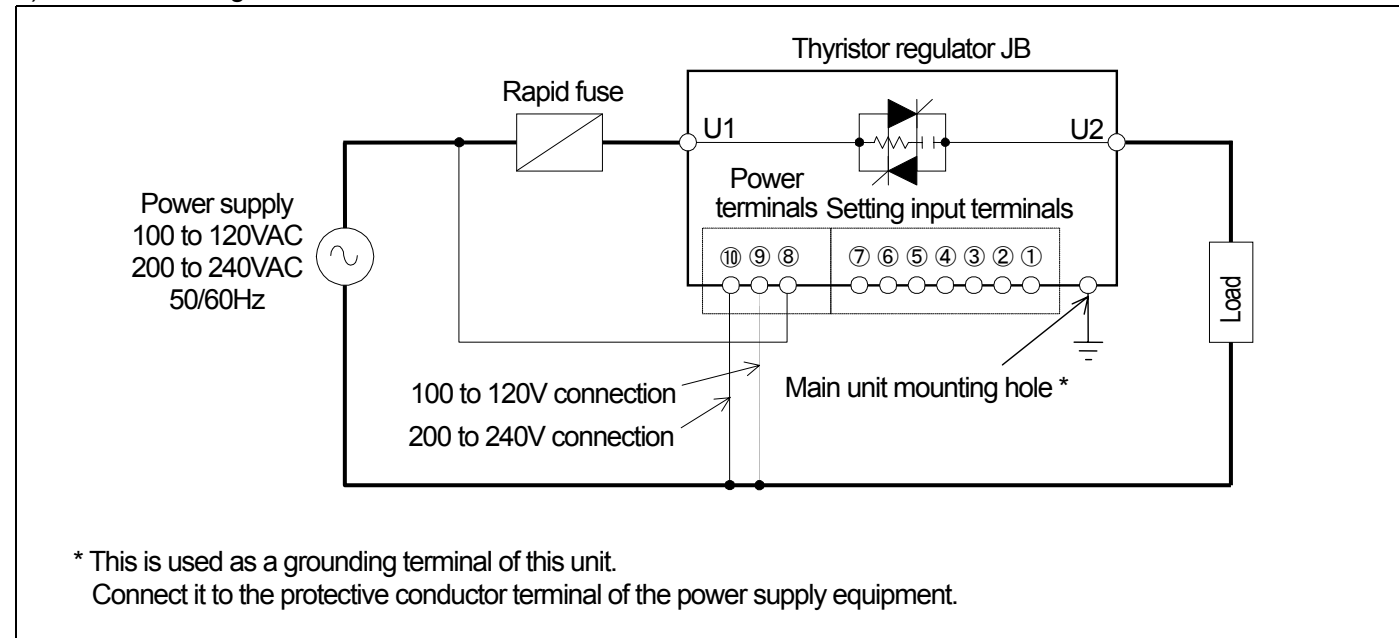 Thyristor regulator JB
Rapid fuse
U1
U2
Power
terminals
Setting input terminals
Power supply
100 to 120VAC
200 to 240VAC
50/60Hz
⑩ ⑨ ⑧
⑦ ⑥ ⑤ ④ ③ ② ①
Load
100 to 120V connection
200 to 240V connection
Main unit mounting hole *
* This is used as a grounding terminal of this unit.
Connect it to the protective conductor terminal of the power supply equipment.